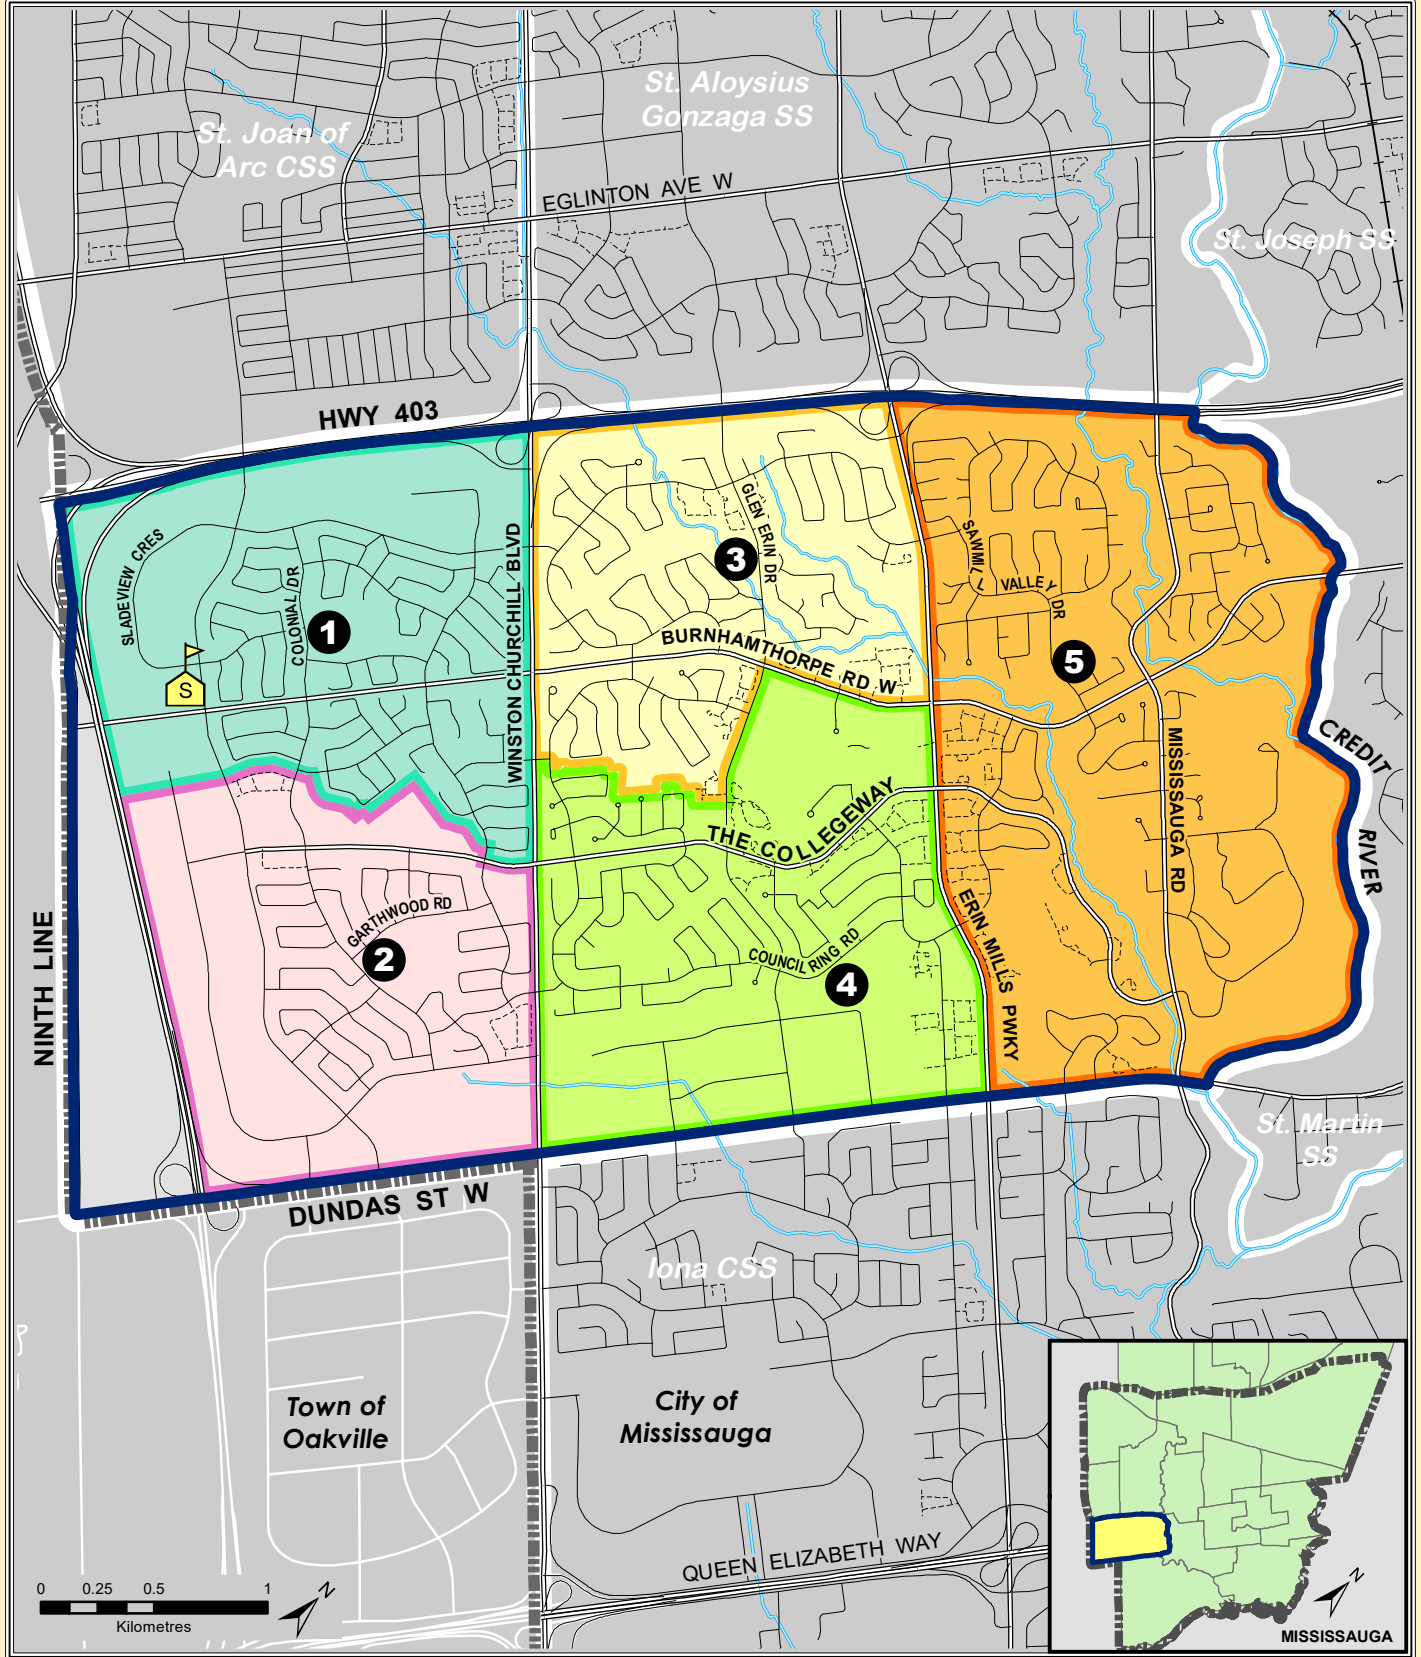 St. Aloysius
Gonzaga SS
St. Joan of
Arc CSS
EGLINTON AVE W
St. Joseph SS
HWY 403
SLADEVIEW CRES
COLONIAL DR
1
S
WINSTON CHURCHILL BLVD
GLEN ERIN DR
3
BURNHAMTHORPE RD W
SAWMILL
VALLEY
DR
5
MISSISSAUGA RD
CREDIT
RIVER
THE COLLEGEWAY
GARTHWOOD RD
2
COUNCIL RING RD
4
ERIN MILLS PWKY
NINTH LINE
DUNDAS ST W
St. Martin
SS
Iona CSS
Town of
Oakville
City of
Mississauga
QUEEN ELIZABETH WAY
0 0.25 0.5 1
Kilometres
N
N
MISSISSAUGA